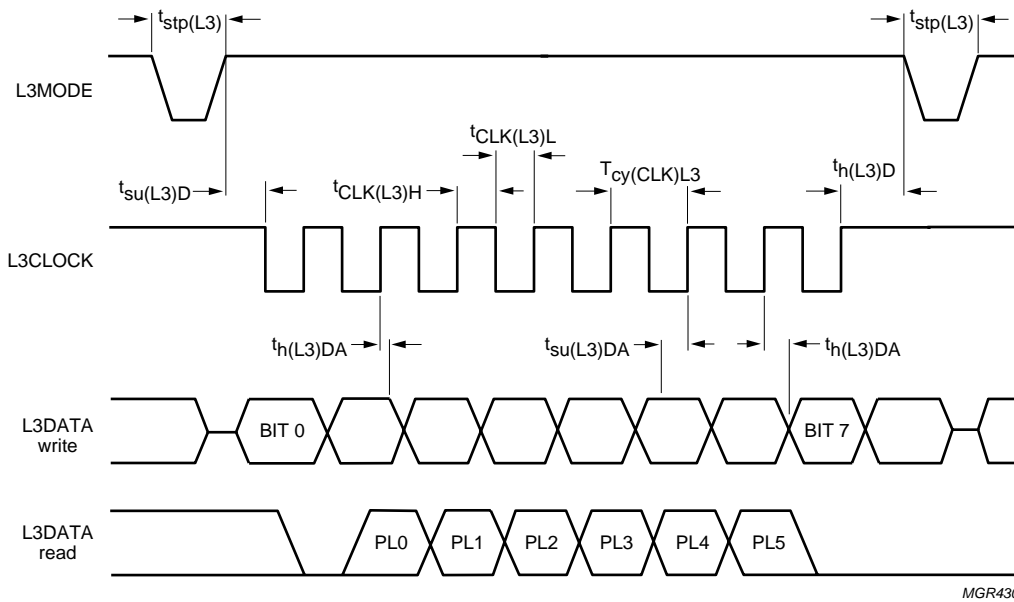 tstp(L3) tstp(L3)
L3MODE
tCLK(L3)L
tsu(L3)D tCLK(L3)H Tcy(CLK)L3 th(L3)D
L3CLOCK
th(L3)DA tsu(L3)DA th(L3)DA
L3DATA
write
BIT 0 BIT 7
L3DATA
read
PL0 PL1 PL2 PL3 PL4 PL5
MGR430